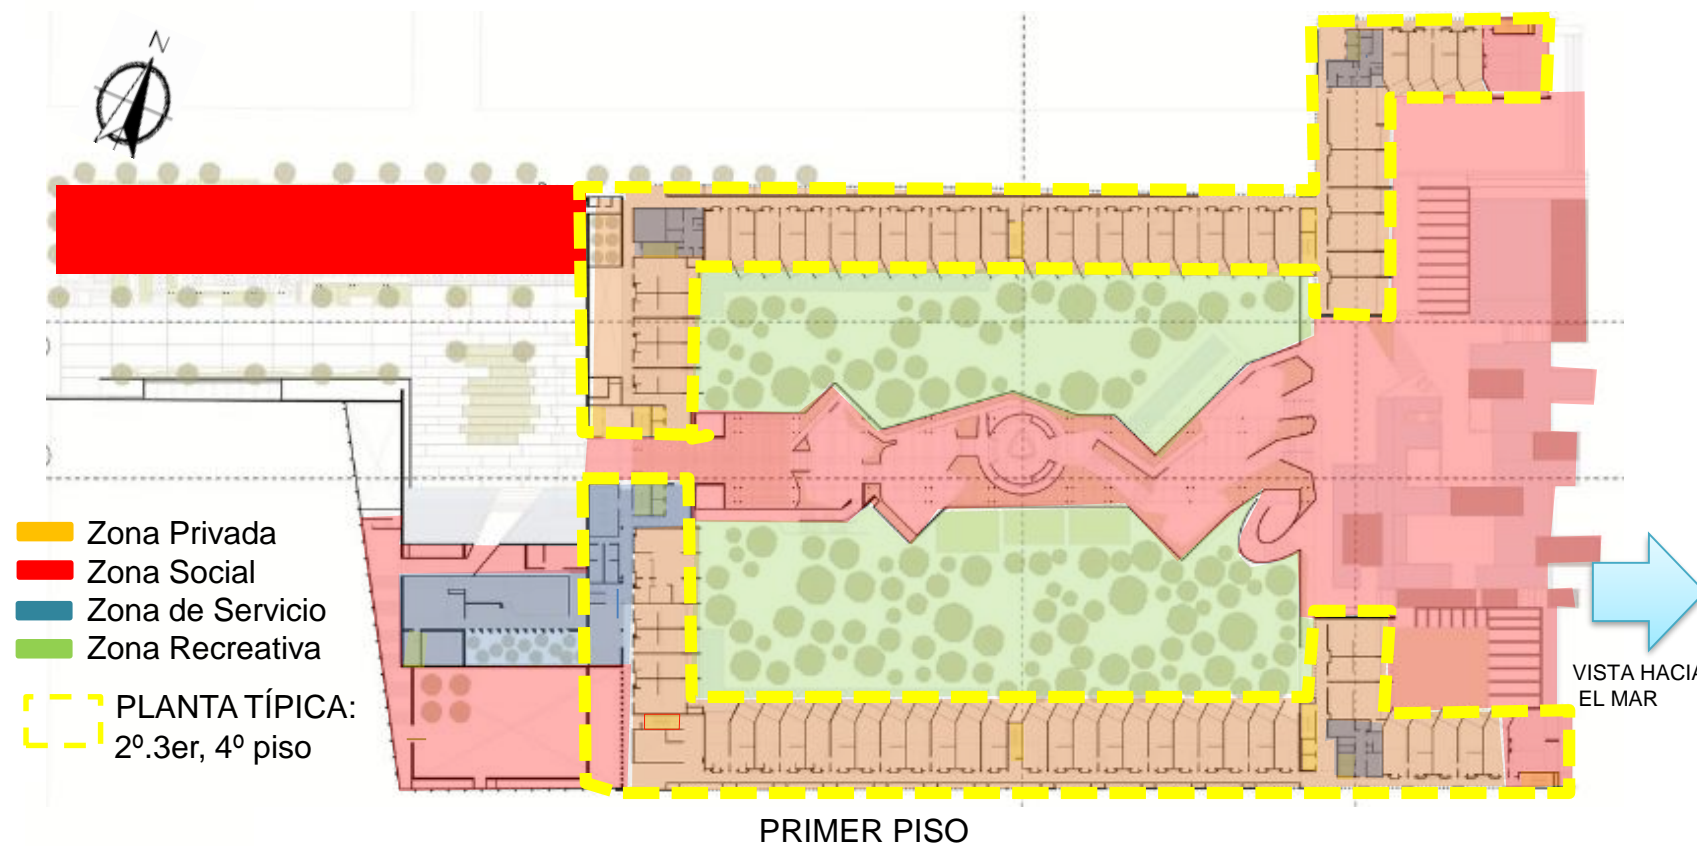 N
Zona Privada
Zona Social
Zona de Servicio
Zona Recreativa
PLANTA TÍPICA:
2º.3er, 4º piso
VISTA HACIA
EL MAR
PRIMER PISO